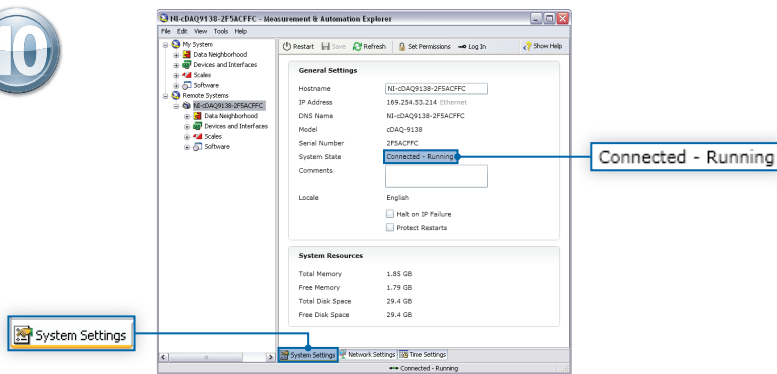 10
NI-cDAQ9138-2F5ACFFC - Measurement & Automation Explorer
File Edit View Tools Help
My System
Data Neighborhood
Devices and Interfaces
Scales
Software
Remote Systems
NI-cDAQ9138-2F5ACFFC
Data Neighborhood
Devices and Interfaces
Scales
Software
Restart Save Refresh Set Permissions Log In Show Help
General Settings
Hostname NI-cDAQ9138-2F5ACFFC
IP Address 169.254.53.214 Ethernet
DNS Name NI-cDAQ9138-2F5ACFFC
Model cDAQ-9138
Serial Number 2F5ACFFC
System State Connected - Running
Connected - Running
Comments
Locale English
Halt on IP Failure
Protect Restarts
System Resources
Total Memory 1.85 GB
Free Memory 1.79 GB
Total Disk Space 29.4 GB
Free Disk Space 29.4 GB
System Settings
System Settings Network Settings Time Settings
Connected - Running